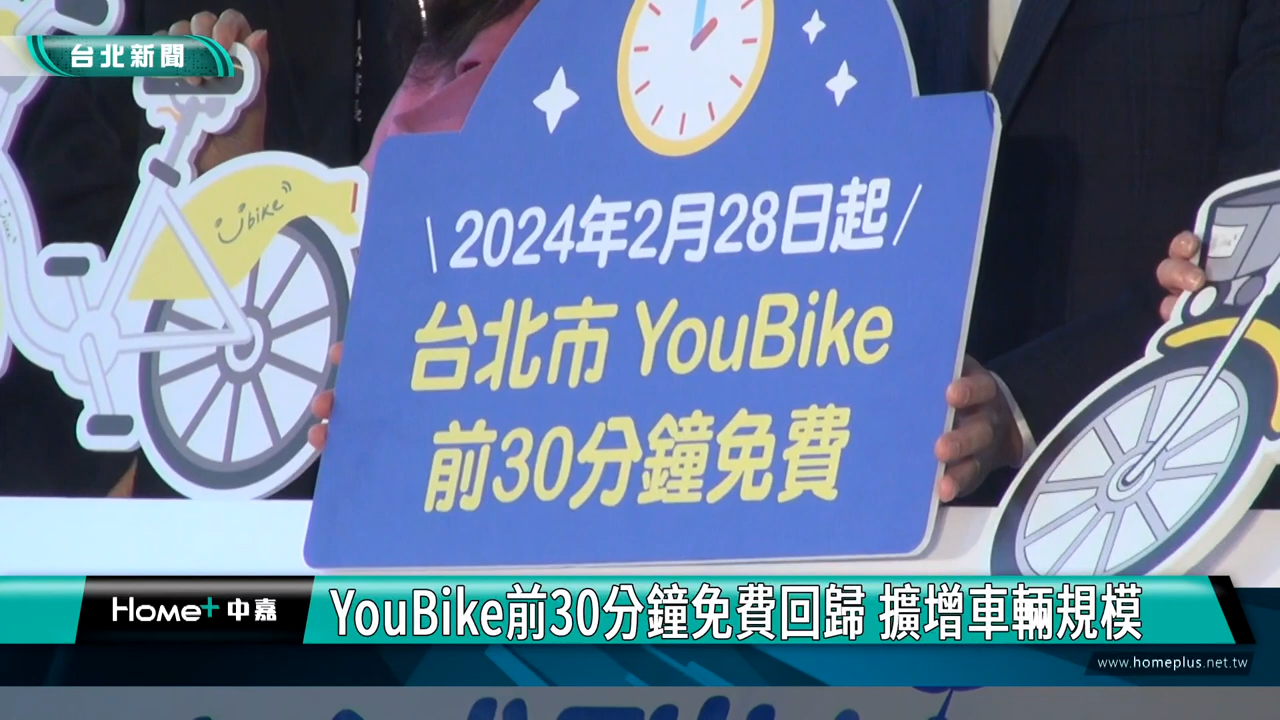 台北新聞
Ubike
2024年2月28日起
台北市 YouBike
前30分鐘免費
Home+ 中嘉
YouBike前30分鐘免費回歸 擴增車輛規模
www.homeplus.net.tw